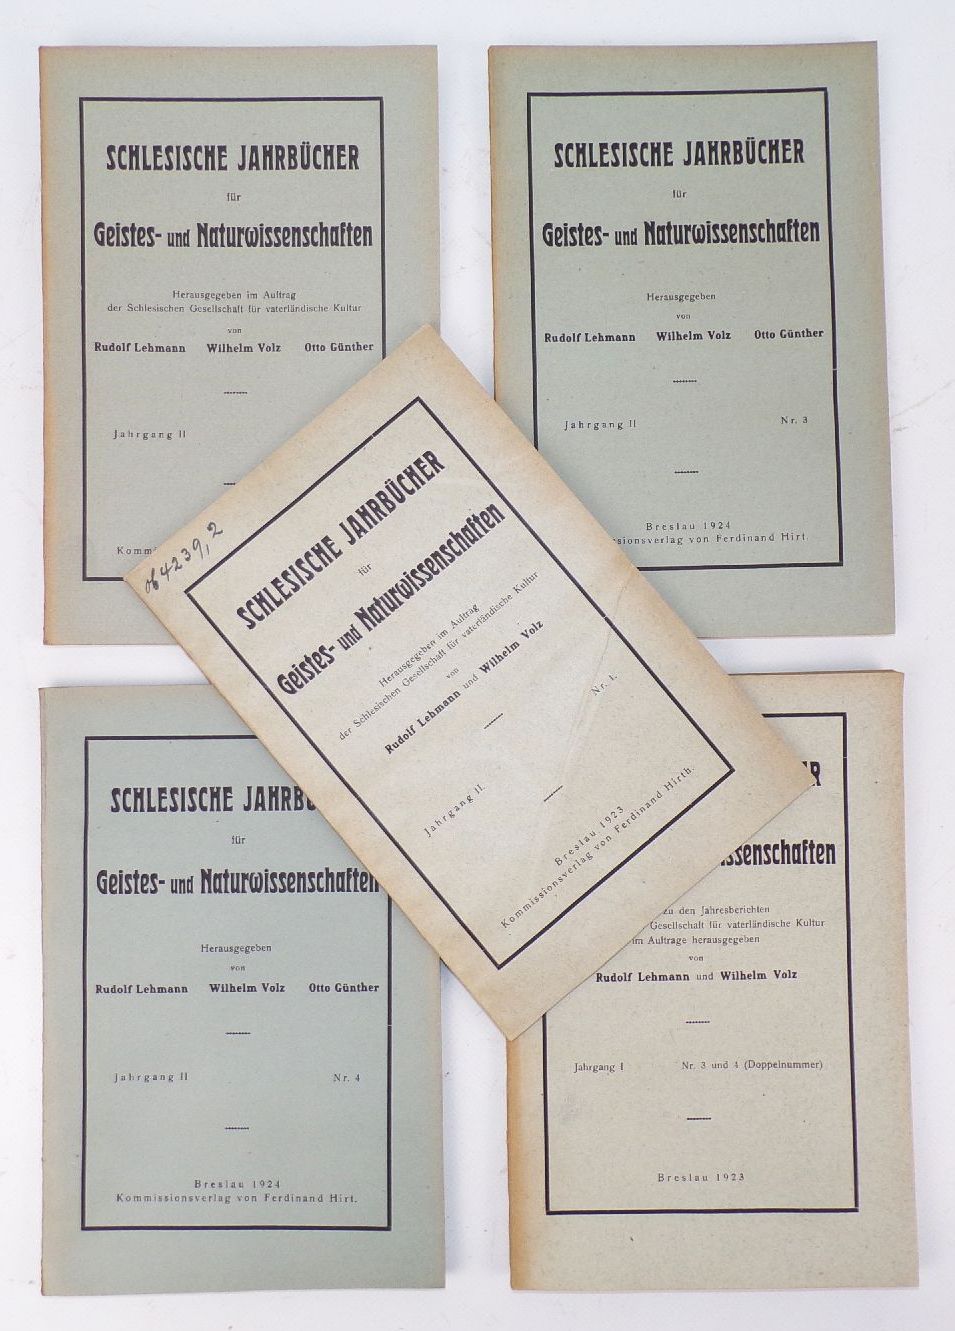 SCHLESISCHE JAHRBÜCHER
für
Geistes- und Naturwissenschaften
Herausgegeben im Auftrag
der Schlesischen Gesellschaft für vaterländische Kultur
von
Rudolf Lehmann Wilhelm Volz Otto Günther
Jahrgang II
SCHLESISCHE JAHRBÜCHER
für
Geistes- und Naturwissenschaften
Herausgegeben
von
Rudolf Lehmann Wilhelm Volz Otto Günther
Jahrgang II Nr. 3
Breslau 1924
sionsverlag von Ferdinand Hirt.
4239,2
SCHLESISCHE JAHRBÜCHER
für
Geistes- und Naturwissenschaften
Herausgegeben im Auftrag
der Schlesischen Gesellschaft für vaterländische Kultur
von
Rudolf Lehmann und Wilhelm Volz
Jahrgang II. Nr. 1.
Breslau 1923
Kommissionsverlag von Ferdinand Hirth.
SCHLESISCHE JAHRB
für
Geistes- und Naturwissenschaften
Herausgegeben
von
Rudolf Lehmann Wilhelm Volz Otto Günther
Jahrgang II Nr. 4
Breslau 1924
Kommissionsverlag von Ferdinand Hirt.
ER
issenschaften
zu den Jahresberichten
Gesellschaft für vaterländische Kultur
im Auftrage herausgegeben
von
Rudolf Lehmann und Wilhelm Volz
Jahrgang I Nr. 3 und 4 (Doppelnummer)
Breslau 1923